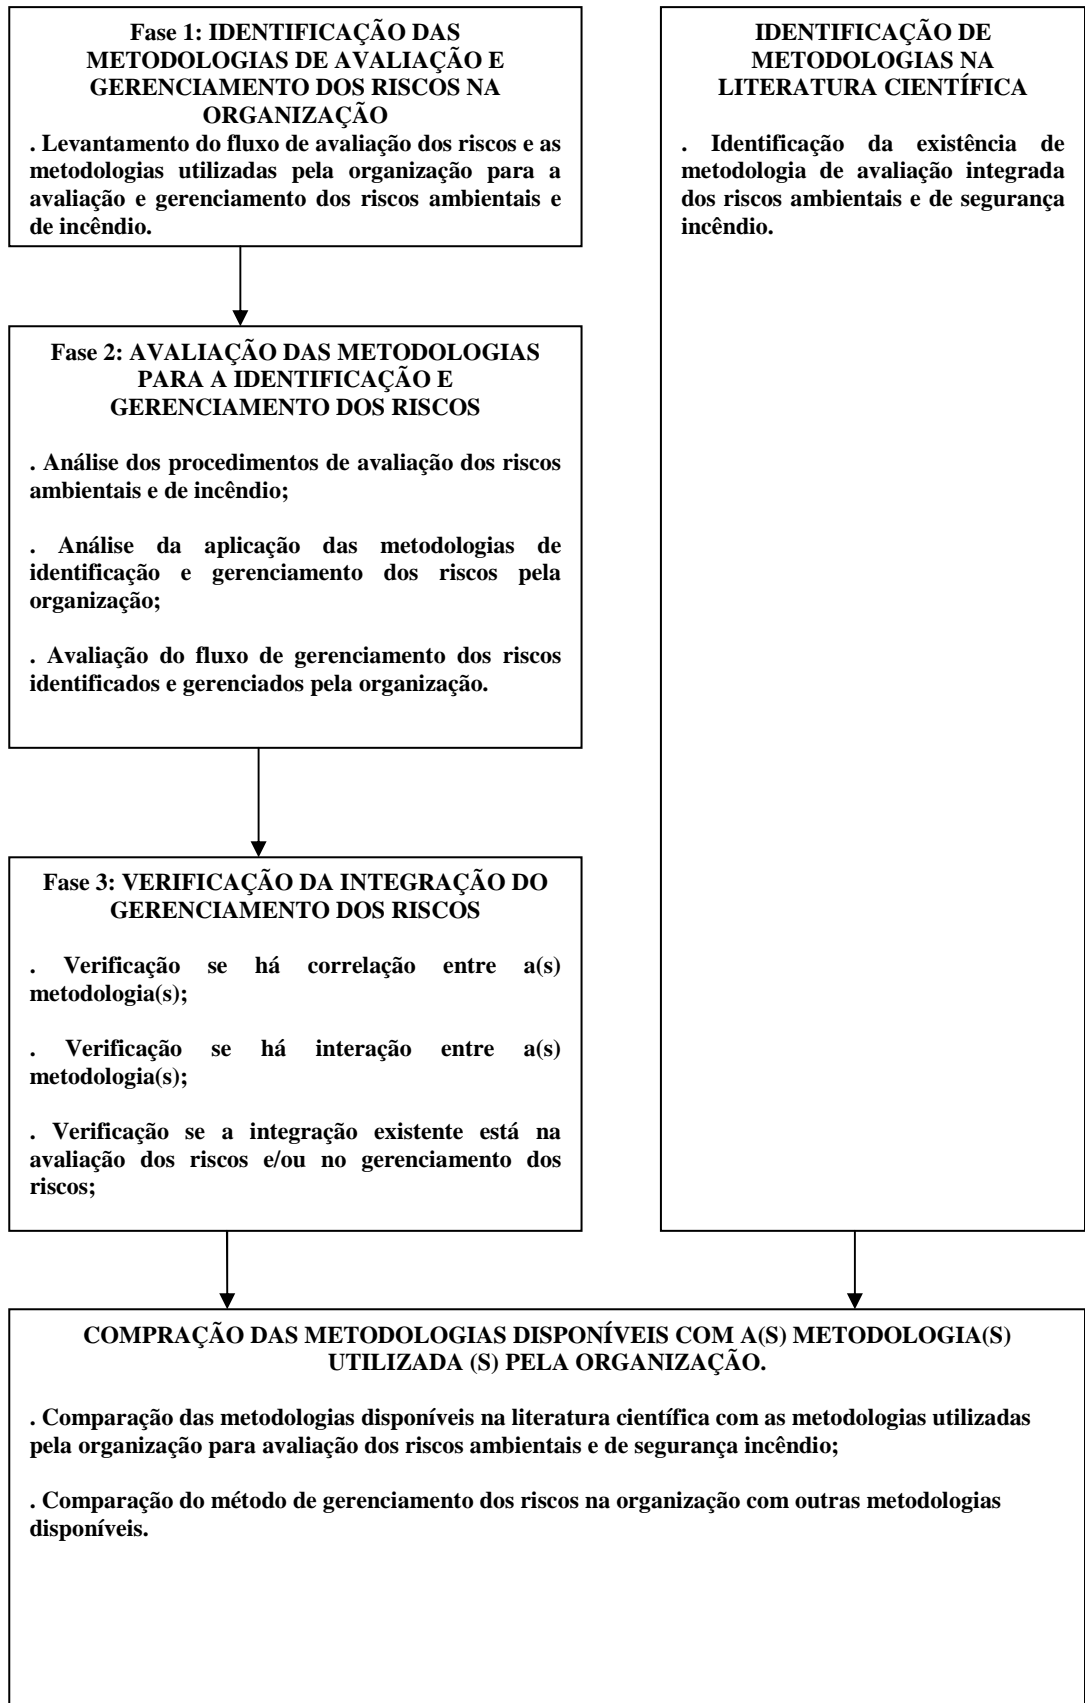 Fase 1: IDENTIFICAÇÃO DAS
METODOLOGIAS DE AVALIAÇÃO E
GERENCIAMENTO DOS RISCOS NA
ORGANIZAÇÃO
. Levantamento do fluxo de avaliação dos riscos e as
metodologias utilizadas pela organização para a
avaliação e gerenciamento dos riscos ambientais e
de incêndio.
IDENTIFICAÇÃO DE
METODOLOGIAS NA
LITERATURA CIENTÍFICA
. Identificação da existência de
metodologia de avaliação integrada
dos riscos ambientais e de segurança
incêndio.
Fase 2: AVALIAÇÃO DAS METODOLOGIAS
PARA A IDENTIFICAÇÃO E
GERENCIAMENTO DOS RISCOS
. Análise dos procedimentos de avaliação dos riscos
ambientais e de incêndio;
. Análise da aplicação das metodologias de
identificação e gerenciamento dos riscos pela
organização;
. Avaliação do fluxo de gerenciamento dos riscos
identificados e gerenciados pela organização.
Fase 3: VERIFICAÇÃO DA INTEGRAÇÃO DO
GERENCIAMENTO DOS RISCOS
. Verificação se há correlação entre a(s)
metodologia(s);
. Verificação se há interação entre a(s)
metodologia(s);
. Verificação se a integração existente está na
avaliação dos riscos e/ou no gerenciamento dos
riscos;
COMPRAÇÃO DAS METODOLOGIAS DISPONÍVEIS COM A(S) METODOLOGIA(S)
UTILIZADA (S) PELA ORGANIZAÇÃO.
. Comparação das metodologias disponíveis na literatura científica com as metodologias utilizadas
pela organização para avaliação dos riscos ambientais e de segurança incêndio;
. Comparação do método de gerenciamento dos riscos na organização com outras metodologias
disponíveis.